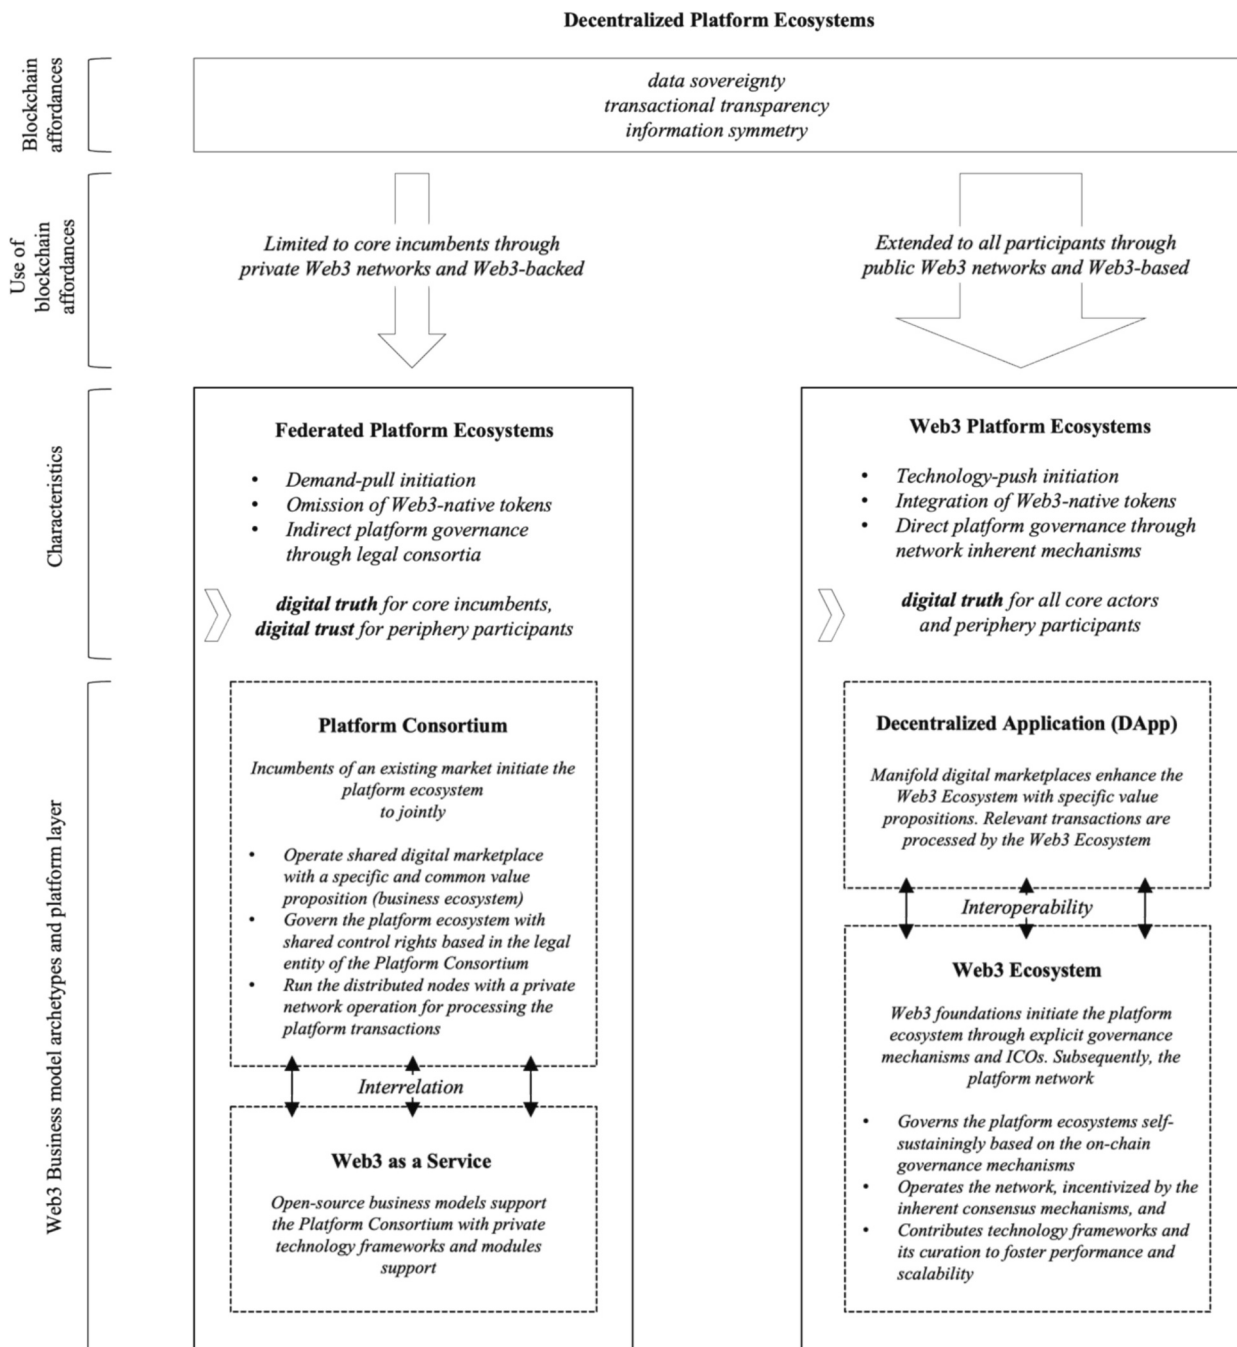 Decentralized Platform Ecosystems
Blockchain
affordances
data sovereignty
transactional transparency
information symmetry
Use of
blockchain
affordances
Limited to core incumbents through
private Web3 networks and Web3-backed
Extended to all participants through
public Web3 networks and Web3-based
Characteristics
Federated Platform Ecosystems
• Demand-pull initiation
• Omission of Web3-native tokens
• Indirect platform governance
through legal consortia
digital truth for core incumbents,
digital trust for periphery participants
Web3 Platform Ecosystems
• Technology-push initiation
• Integration of Web3-native tokens
• Direct platform governance through
network inherent mechanisms
digital truth for all core actors
and periphery participants
Web3 Business model archetypes and platform layer
Platform Consortium
Incumbents of an existing market initiate the
platform ecosystem
to jointly
• Operate shared digital marketplace
with a specific and common value
proposition (business ecosystem)
• Govern the platform ecosystem with
shared control rights based in the legal
entity of the Platform Consortium
• Run the distributed nodes with a private
network operation for processing the
platform transactions
Interrelation
Web3 as a Service
Open-source business models support
the Platform Consortium with private
technology frameworks and modules
support
Decentralized Application (DApp)
Manifold digital marketplaces enhance the
Web3 Ecosystem with specific value
propositions. Relevant transactions are
processed by the Web3 Ecosystem
Interoperability
Web3 Ecosystem
Web3 foundations initiate the platform
ecosystem through explicit governance
mechanisms and ICOs. Subsequently, the
platform network
• Governs the platform ecosystems self-
sustainingly based on the on-chain
governance mechanisms
• Operates the network, incentivized by the
inherent consensus mechanisms, and
• Contributes technology frameworks and
its curation to foster performance and
scalability